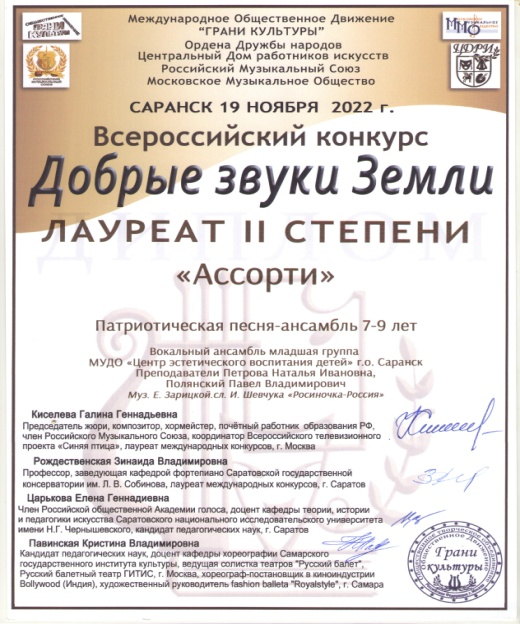 Международное Общественное Движение
"ГРАНИ КУЛЬТУРЫ"
Ордена Дружбы народов
Центральный Дом работников искусств
Российский Музыкальный Союз
Московское Музыкальное Общество
ММО
ЦДРИ
САРАНСК 19 НОЯБРЯ 2022 г.
Всероссийский конкурс
Добрые звуки Земли
ДИПЛОМ
ЛАУРЕАТ II СТЕПЕНИ
«Ассорти»
Патриотическая песня-ансамбль 7-9 лет
Вокальный ансамбль младшая группа
МУДО «Центр эстетического воспитания детей» г.о. Саранск
Преподаватели Петрова Наталья Ивановна,
Полянский Павел Владимирович
Муз. Е. Зарицкой.сл. И. Шевчука «Росиночка-Россия»
Киселева Галина Геннадьевна
Председатель жюри, композитор, хормейстер, почётный работник образования РФ,
член Российского Музыкального Союза, координатор Всероссийского телевизионного
проекта «Синяя птица», лауреат международных конкурсов, г. Москва
Рождественская Зинаида Владимировна
Профессор, заведующая кафедрой фортепиано Саратовской государственной
консерватории им. Л. В. Собинова, лауреат международных конкурсов, г. Саратов
Царькова Елена Геннадиевна
Член Российской общественной Академии голоса, доцент кафедры теории, истории
и педагогики искусства Саратовского национального исследовательского университета
имени Н.Г. Чернышевского, кандидат педагогических наук, г. Саратов
Павинская Кристина Владимировна
Кандидат педагогических наук, доцент кафедры хореографии Самарского
государственного института культуры, ведущая солистка театров "Русский балет",
Русский балетный театр ГИТИС, г. Москва, хореограф-постановщик в киноиндустрии
Bollywood (Индия), художественный руководитель fashion balleta "Royalstyle", г. Самара
Грани
культуры